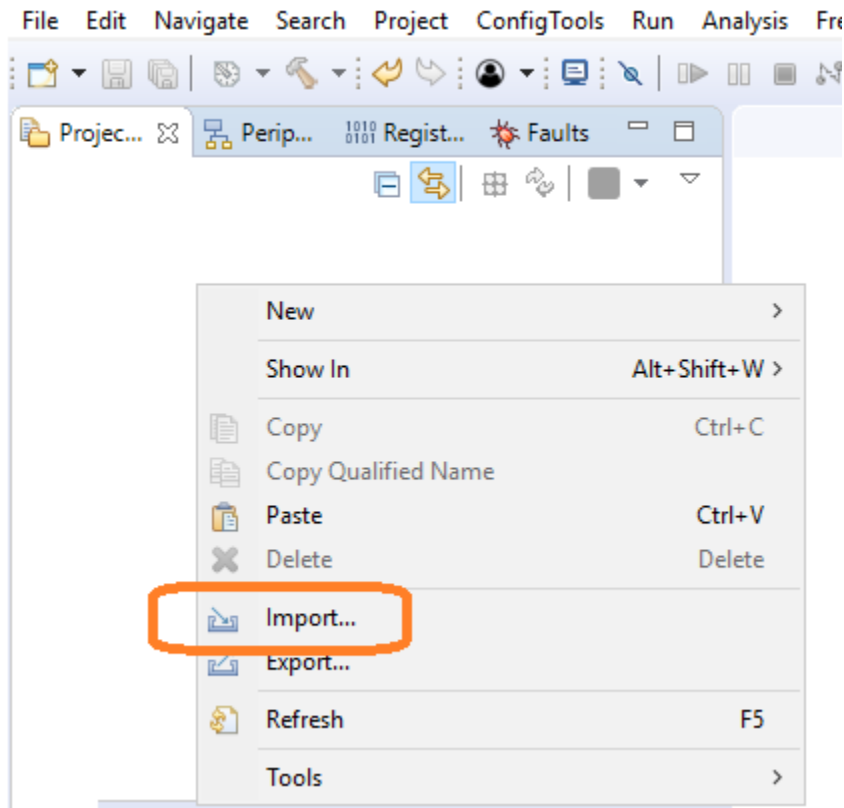 File Edit Navigate Search Project ConfigTools Run Analysis Fre
Projec... Perip... 1010 0101 Regist... Faults
New
Show In Alt+Shift+W
Copy Ctrl+C
Copy Qualified Name
Paste Ctrl+V
Delete Delete
Import...
Export...
Refresh F5
Tools